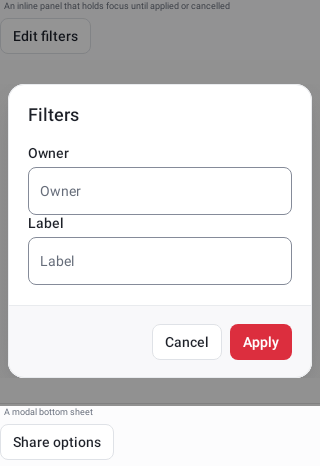 An inline panel that holds focus until applied or cancelled
Edit filters
Filters
Owner
Owner
Label
Label
Cancel
Apply
A modal bottom sheet
Share options